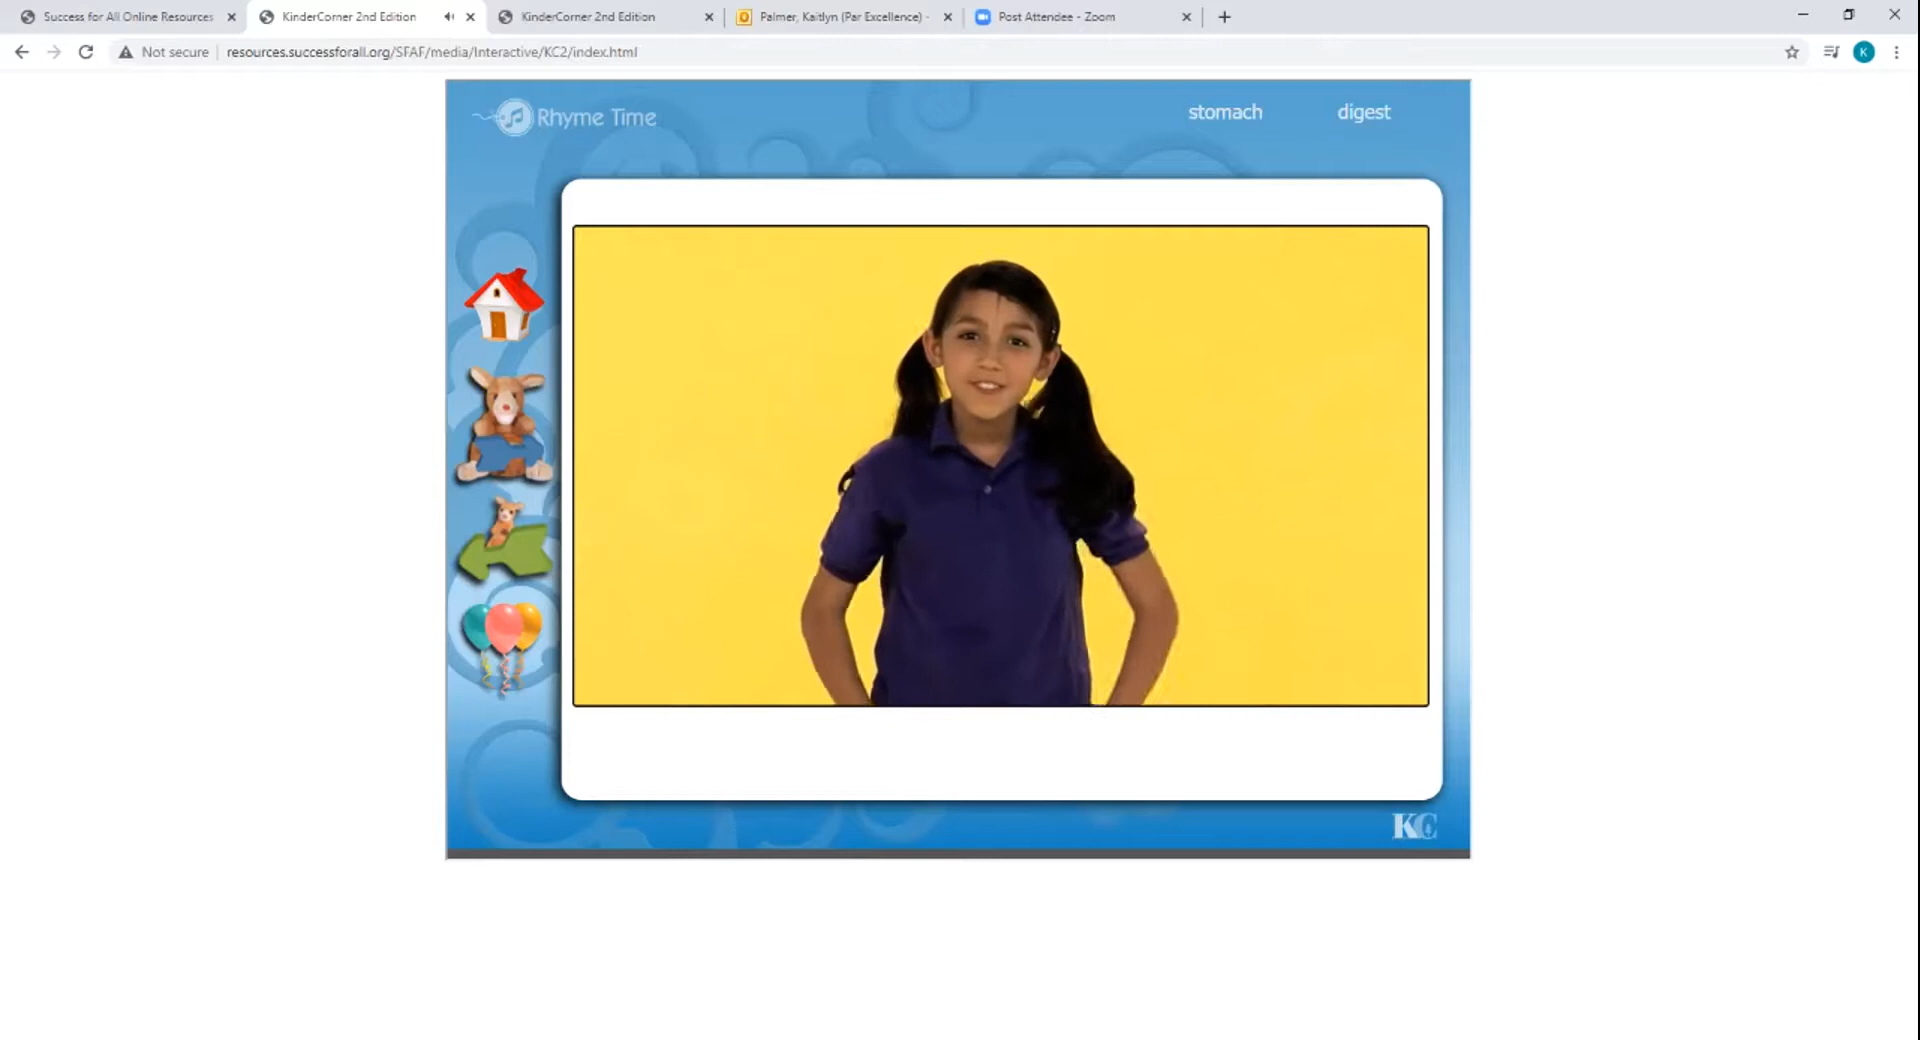 Success for All Online Resources
KinderCorner 2nd Edition
KinderCorner 2nd Edition
Palmer, Kaitlyn (Par Excellence) -
Post Attendee - Zoom
Not secure
resources.successforall.org/SFAF/media/Interactive/KC2/index.html
K
Rhyme Time
stomach
digest
KC